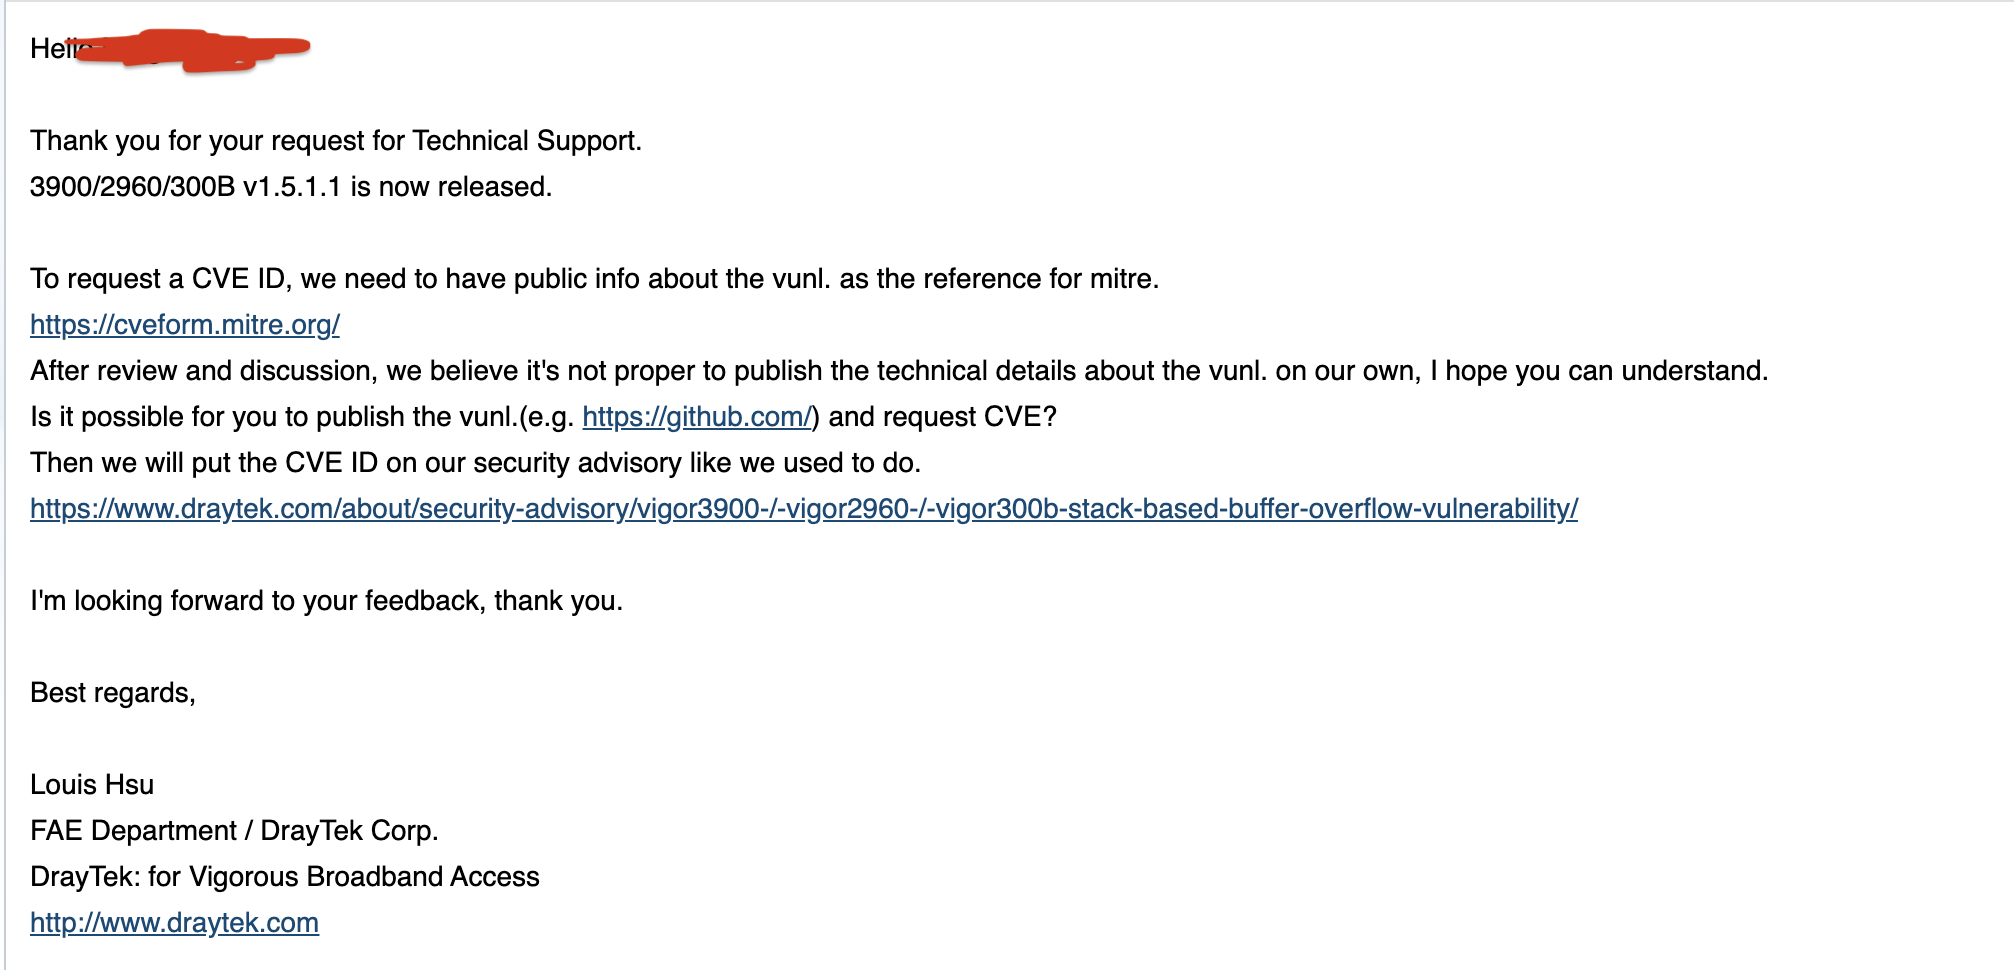 Hello
Thank you for your request for Technical Support.
3900/2960/300B v1.5.1.1 is now released.
To request a CVE ID, we need to have public info about the vunl. as the reference for mitre.
https://cveform.mitre.org/
After review and discussion, we believe it's not proper to publish the technical details about the vunl. on our own, I hope you can understand.
Is it possible for you to publish the vunl.(e.g. https://github.com/) and request CVE?
Then we will put the CVE ID on our security advisory like we used to do.
https://www.draytek.com/about/security-advisory/vigor3900-/-vigor2960-/-vigor300b-stack-based-buffer-overflow-vulnerability/
I'm looking forward to your feedback, thank you.
Best regards,
Louis Hsu
FAE Department / DrayTek Corp.
DrayTek: for Vigorous Broadband Access
http://www.draytek.com